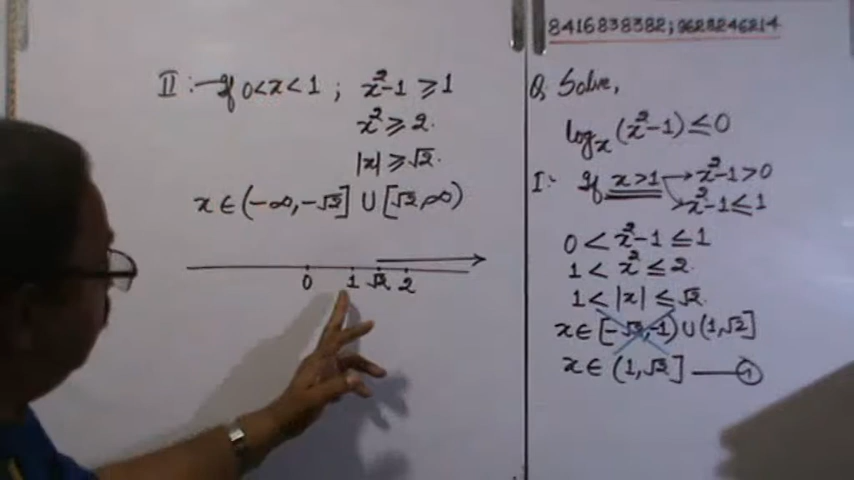 II :- If 0<x<1 ; x²-1 ≥ 1
x² ≥ 2.
|x| ≥ √2.
x ∈ (-∞, -√2] ∪ [√2, ∞)
0 1 √2 2
8416838382; 9628246214
Q. Solve,
logₓ(x²-1) ≤ 0
I :- If x>1 → x²-1>0
x²-1≤1
0 < x²-1 ≤ 1
1 < x² ≤ 2.
1 < |x| ≤ √2.
x ∈ [-√2, -1) ∪ (1, √2]
x ∈ (1, √2] — ①